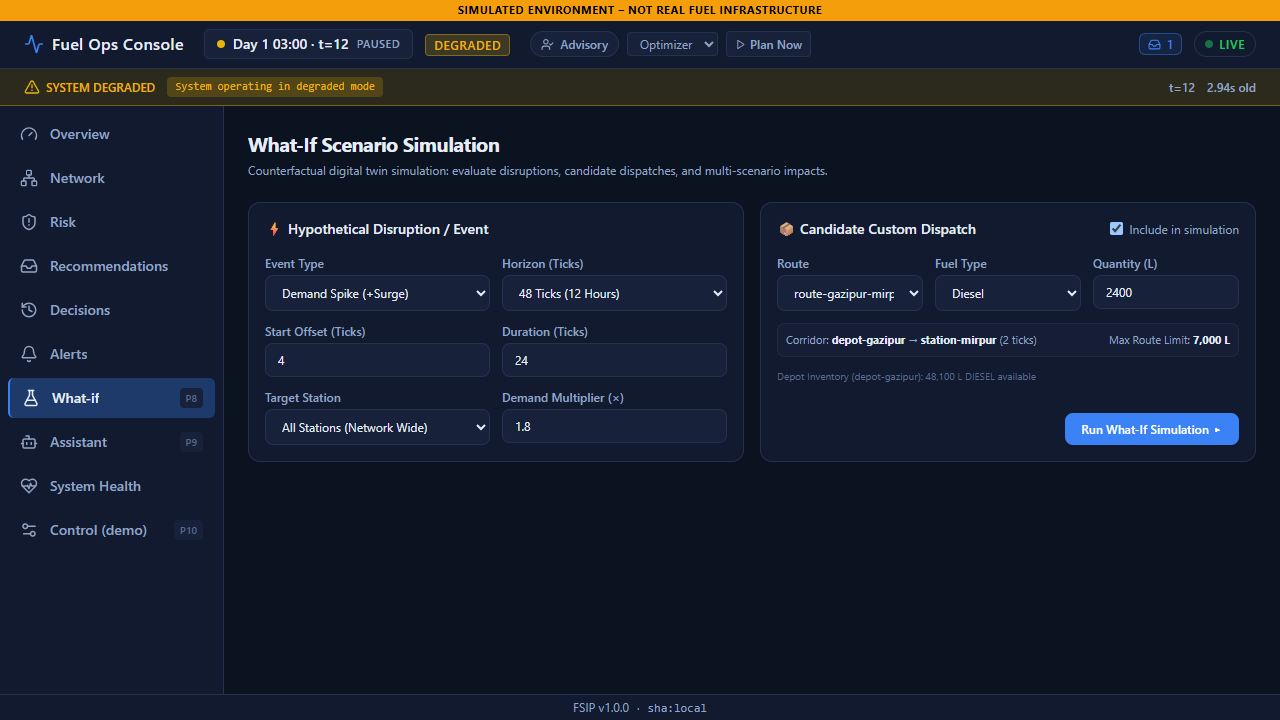 SIMULATED ENVIRONMENT – NOT REAL FUEL INFRASTRUCTURE
Fuel Ops Console
Day 1 03:00 · t=12 PAUSED
DEGRADED
Advisory
Optimizer
Plan Now
1
LIVE
SYSTEM DEGRADED
System operating in degraded mode
t=12 2.94s old
Overview
Network
Risk
Recommendations
Decisions
Alerts
What-if P8
Assistant P9
System Health
Control (demo) P10
What-If Scenario Simulation
Counterfactual digital twin simulation: evaluate disruptions, candidate dispatches, and multi-scenario impacts.
Hypothetical Disruption / Event
Event Type
Horizon (Ticks)
Demand Spike (+Surge)
48 Ticks (12 Hours)
Start Offset (Ticks)
Duration (Ticks)
4
24
Target Station
Demand Multiplier (×)
All Stations (Network Wide)
1.8
Candidate Custom Dispatch
Include in simulation
Route
Fuel Type
Quantity (L)
route-gazipur-mirp
Diesel
2400
Corridor: depot-gazipur → station-mirpur (2 ticks)
Max Route Limit: 7,000 L
Depot Inventory (depot-gazipur): 48,100 L DIESEL available
Run What-If Simulation ▸
FSIP v1.0.0 · sha:local